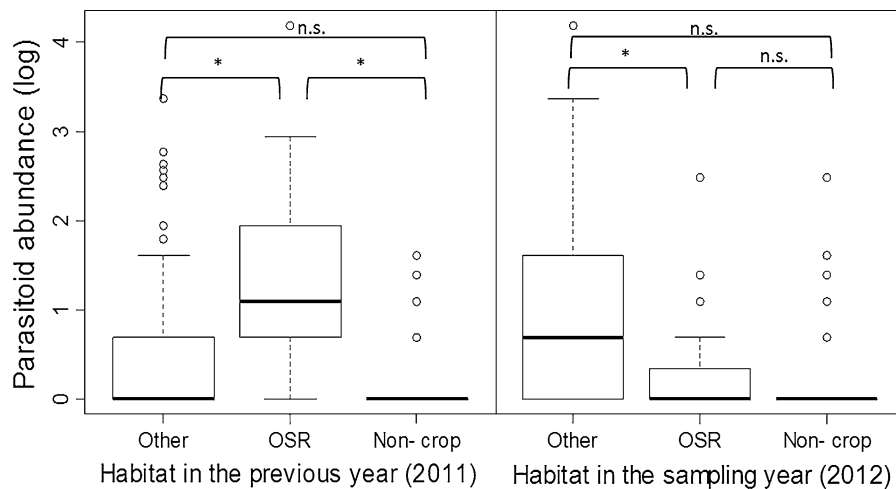 Parasitoid abundance (log)
4
3
2
1
0
n.s.
*
*
Other
OSR
Non- crop
Habitat in the previous year (2011)
n.s.
*
n.s.
Other
OSR
Non- crop
Habitat in the sampling year (2012)